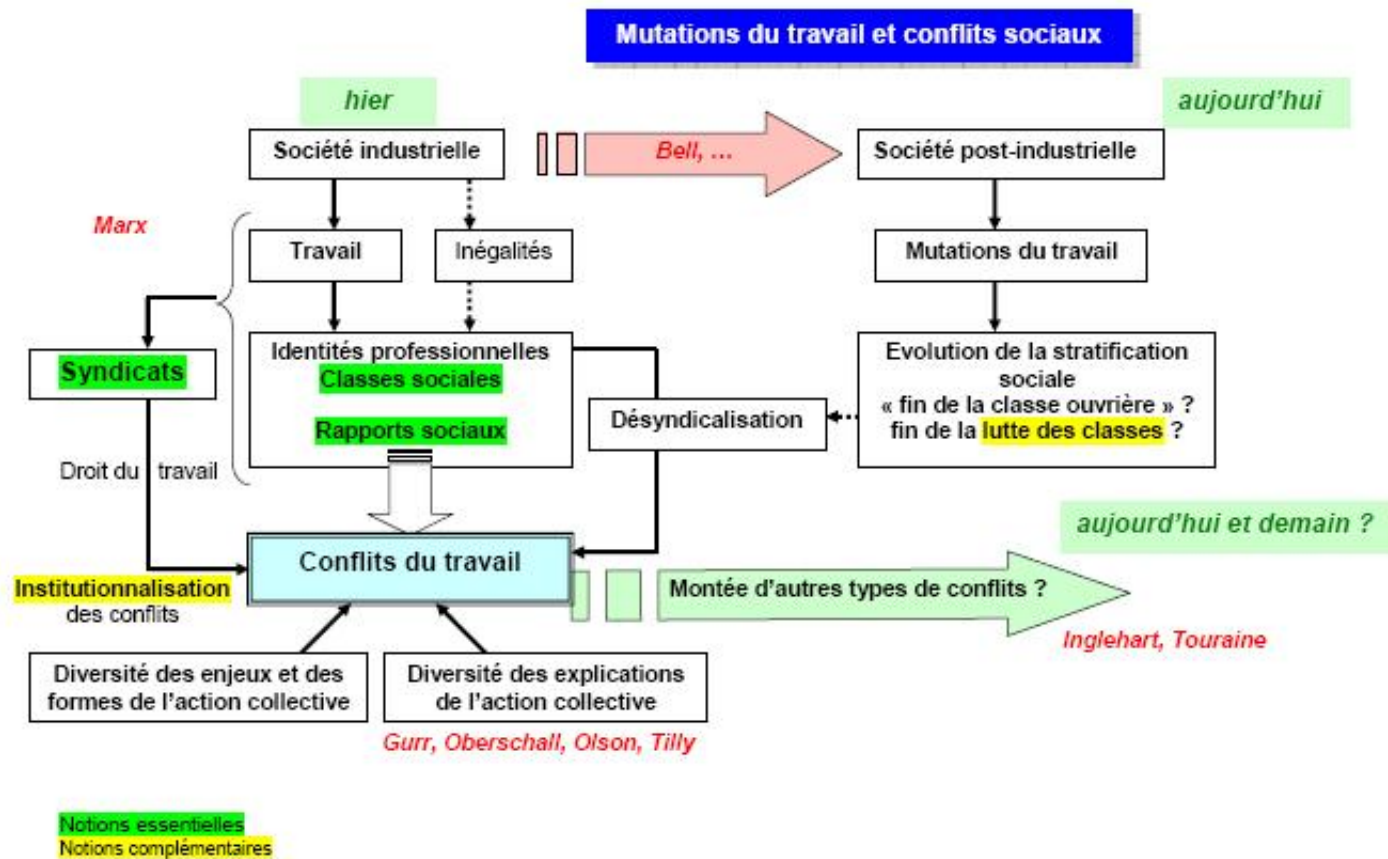 Mutations du travail et conflits sociaux
hier
aujourd'hui
Société industrielle
Bell, ...
Société post-industrielle
Marx
Travail
Inégalités
Mutations du travail
Syndicats
Identités professionnelles
Classes sociales
Rapports sociaux
Désyndicalisation
Evolution de la stratification
sociale
« fin de la classe ouvrière » ?
fin de la lutte des classes ?
Droit du travail
aujourd'hui et demain ?
Conflits du travail
Montée d'autres types de conflits ?
Institutionnalisation
des conflits
Inglehart, Touraine
Diversité des enjeux et des
formes de l'action collective
Diversité des explications
de l'action collective
Gurr, Oberschall, Olson, Tilly
Notions essentielles
Notions complémentaires